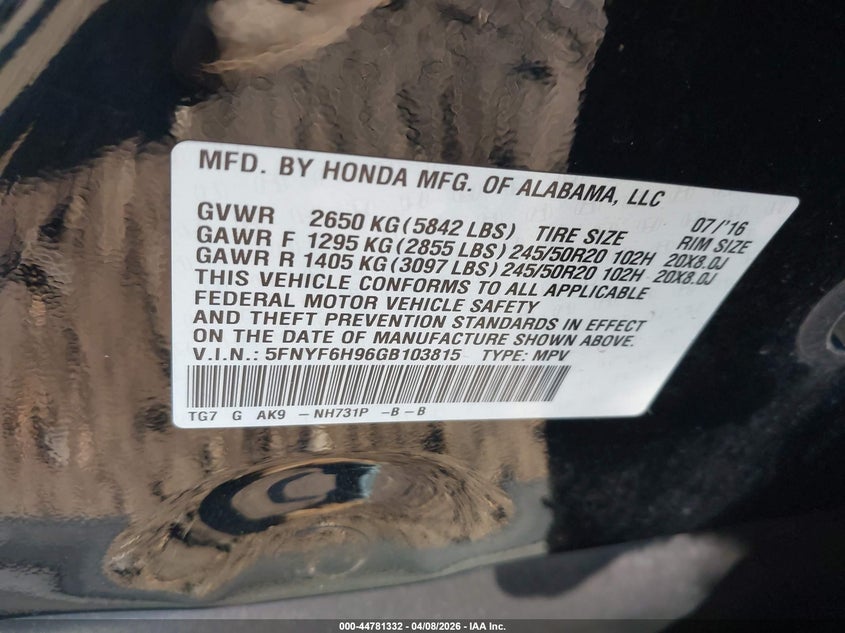 MFD. BY HONDA MFG. OF ALABAMA, LLC
07/'16
GVWR 2650 KG (5842 LBS) TIRE SIZE RIM SIZE
GAWR F 1295 KG (2855 LBS) 245/50R20 102H 20X8.0J
GAWR R 1405 KG (3097 LBS) 245/50R20 102H 20X8.0J
THIS VEHICLE CONFORMS TO ALL APPLICABLE
FEDERAL MOTOR VEHICLE SAFETY
AND THEFT PREVENTION STANDARDS IN EFFECT
ON THE DATE OF MANUFACTURE SHOWN ABOVE.
V.I.N.: 5FNYF6H96GB103815 TYPE: MPV
TG7 G AK9 - NH731P - B - B
000-44781332 | 04/08/2026 | IAA Inc.